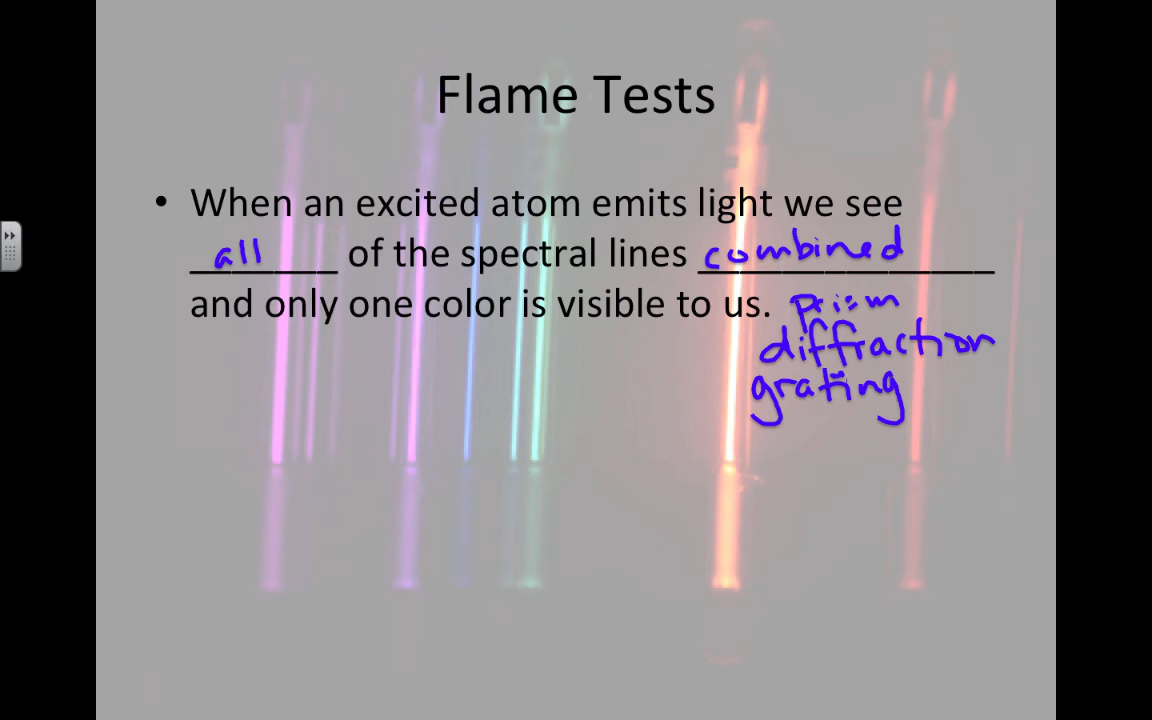 Flame Tests
• When an excited atom emits light we see
all of the spectral lines combined
and only one color is visible to us. prism
diffraction
grating